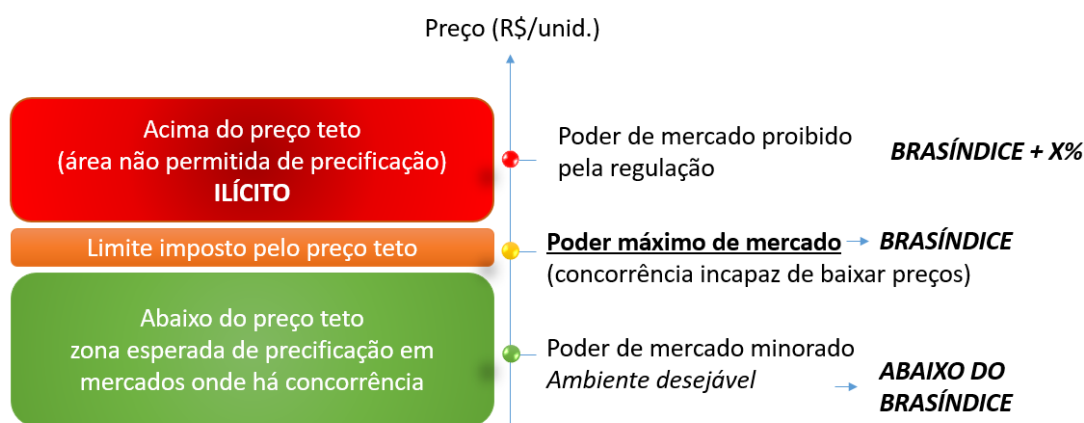 Preço (R$/unid.)
Acima do preço teto
(área não permitida de precificação)
ILÍCITO
Poder de mercado proibido
pela regulação
BRASÍNDICE + X%
Limite imposto pelo preço teto
Poder máximo de mercado
BRASÍNDICE
(concorrência incapaz de baixar preços)
Abaixo do preço teto
zona esperada de precificação em
mercados onde há concorrência
Poder de mercado minorado
Ambiente desejável
ABAIXO DO
BRASÍNDICE